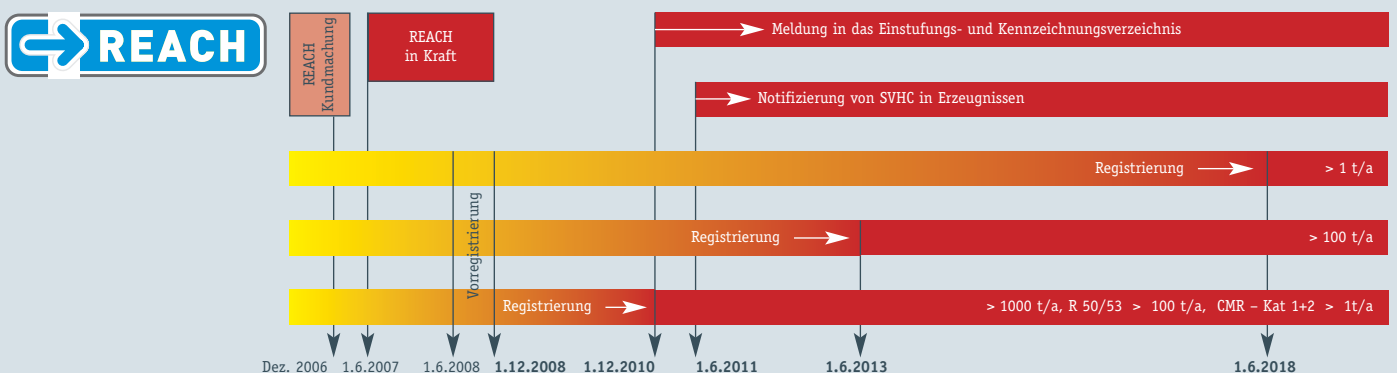 REACH
REACH
Kundmachung
REACH
in Kraft
Meldung in das Einstufungs- und Kennzeichnungsverzeichnis
Notifizierung von SVHC in Erzeugnissen
Registrierung
> 1 t/a
Vorregistrierung
Registrierung
> 100 t/a
Registrierung
> 1000 t/a, R 50/53 > 100 t/a, CMR – Kat 1+2 > 1t/a
Dez. 2006 1.6.2007 1.6.2008 1.12.2008 1.12.2010 1.6.2011 1.6.2013 1.6.2018